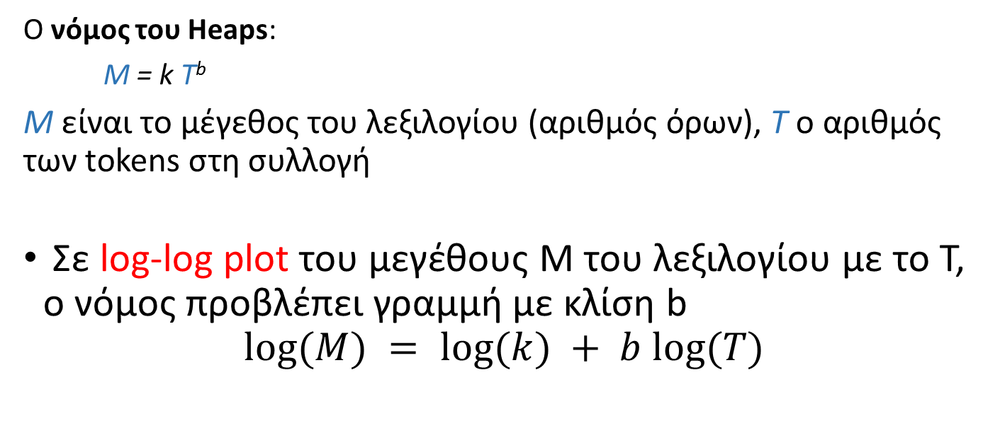 Ο νόμος του Heaps:
M = k Tᵇ
M είναι το μέγεθος του λεξιλογίου (αριθμός όρων), T ο αριθμός
των tokens στη συλλογή
• Σε log-log plot του μεγέθους Μ του λεξιλογίου με το Τ,
ο νόμος προβλέπει γραμμή με κλίση b
log(M) = log(k) + b log(T)